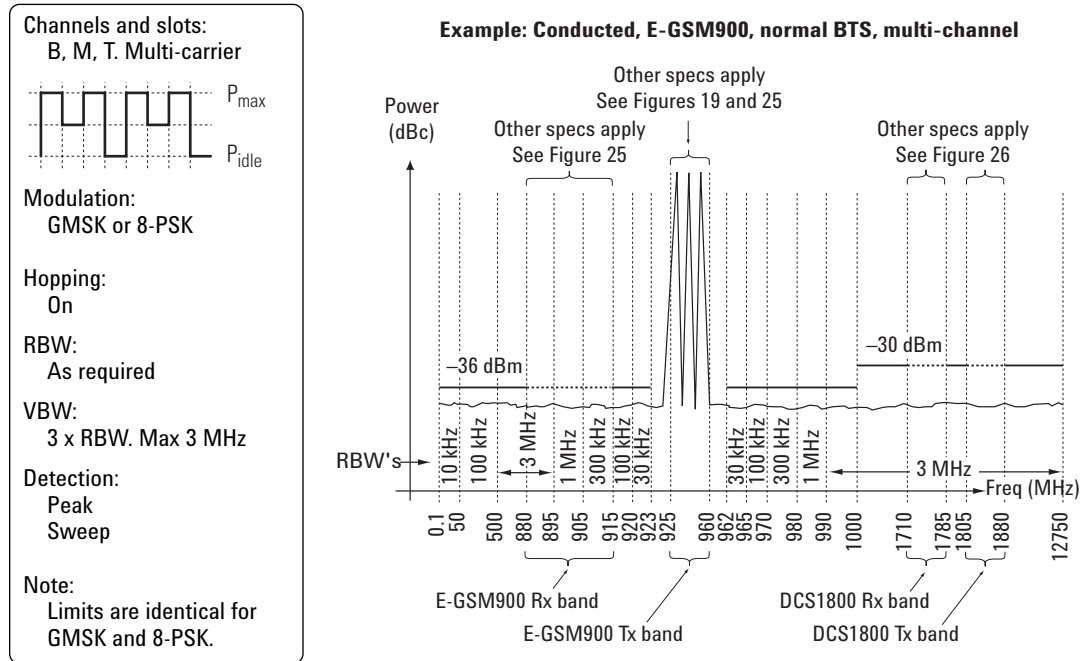 Channels and slots:
B, M, T. Multi-carrier
Pmax
Pidle
Modulation:
GMSK or 8-PSK
Hopping:
On
RBW:
As required
VBW:
3 x RBW. Max 3 MHz
Detection:
Peak
Sweep
Note:
Limits are identical for
GMSK and 8-PSK.
Example: Conducted, E-GSM900, normal BTS, multi-channel
Other specs apply
See Figures 19 and 25
Power
(dBc)
Other specs apply
See Figure 25
Other specs apply
See Figure 26
–36 dBm
–30 dBm
RBW's
10 kHz
100 kHz
3 MHz
1 MHz
300 kHz
100 kHz
30 kHz
30 kHz
100 kHz
300 kHz
1 MHz
3 MHz
Freq (MHz)
0.1
50
500
880
895
905
915
920
923
925
960
962
965
970
980
990
1000
1710
1785
1805
1880
12750
E-GSM900 Rx band
E-GSM900 Tx band
DCS1800 Rx band
DCS1800 Tx band